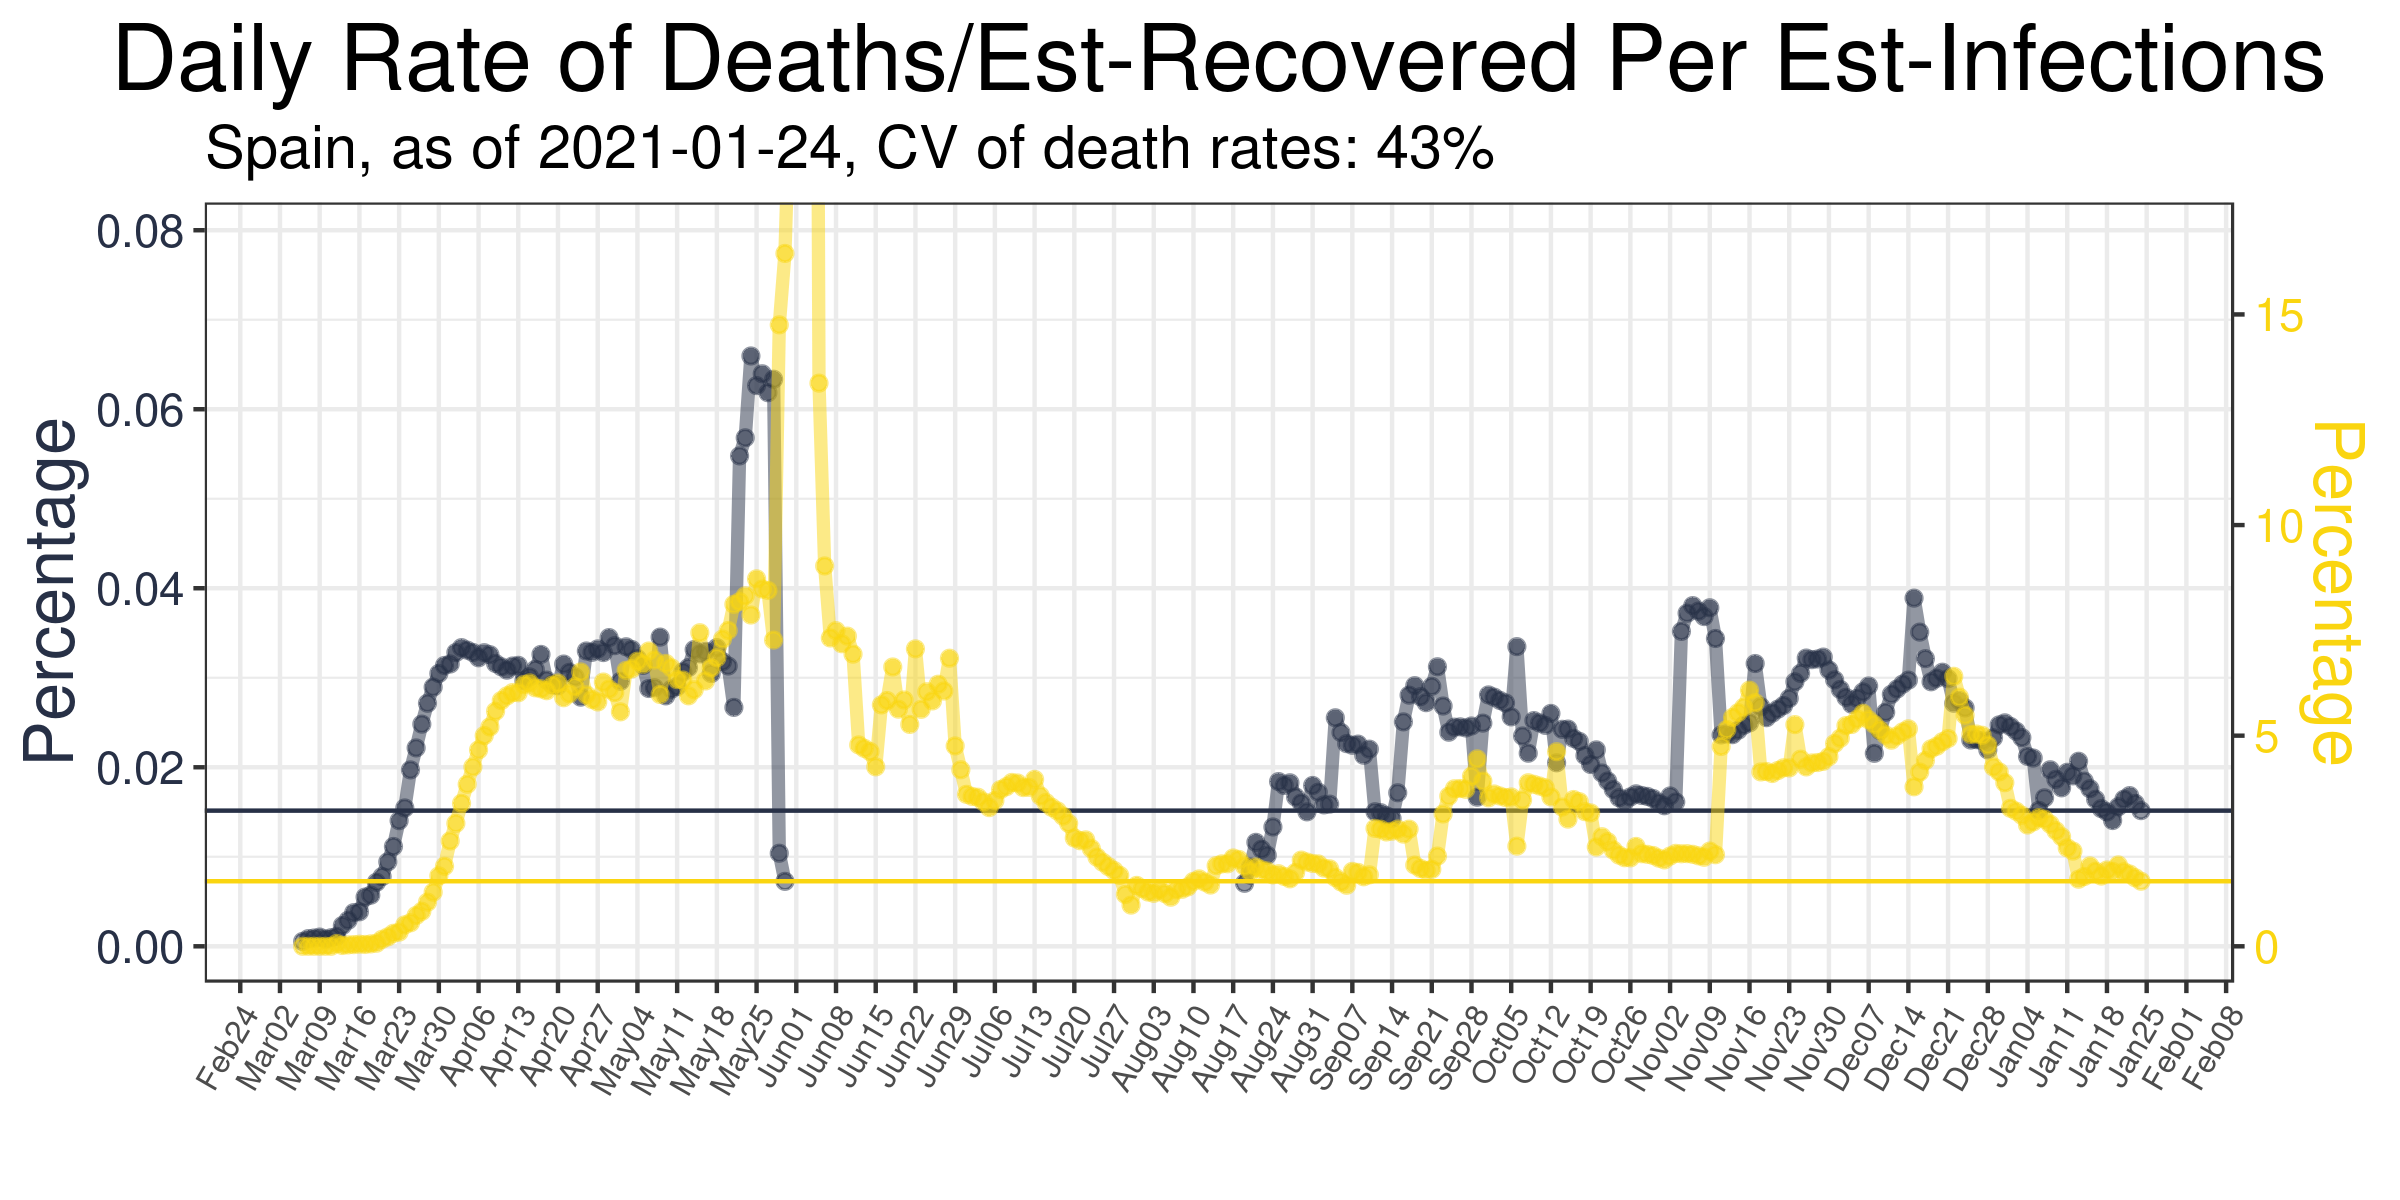 Daily Rate of Deaths/Est-Recovered Per Est-Infections
Spain, as of 2021-01-24, CV of death rates: 43%
Percentage
0.08
0.06
0.04
0.02
0.00
15
10
5
0
Percentage
Feb24
Mar02
Mar09
Mar16
Mar23
Mar30
Apr06
Apr13
Apr20
Apr27
May04
May11
May18
May25
Jun01
Jun08
Jun15
Jun22
Jun29
Jul06
Jul13
Jul20
Jul27
Aug03
Aug10
Aug17
Aug24
Aug31
Sep07
Sep14
Sep21
Sep28
Oct05
Oct12
Oct19
Oct26
Nov02
Nov09
Nov16
Nov23
Nov30
Dec07
Dec14
Dec21
Dec28
Jan04
Jan11
Jan18
Jan25
Feb01
Feb08